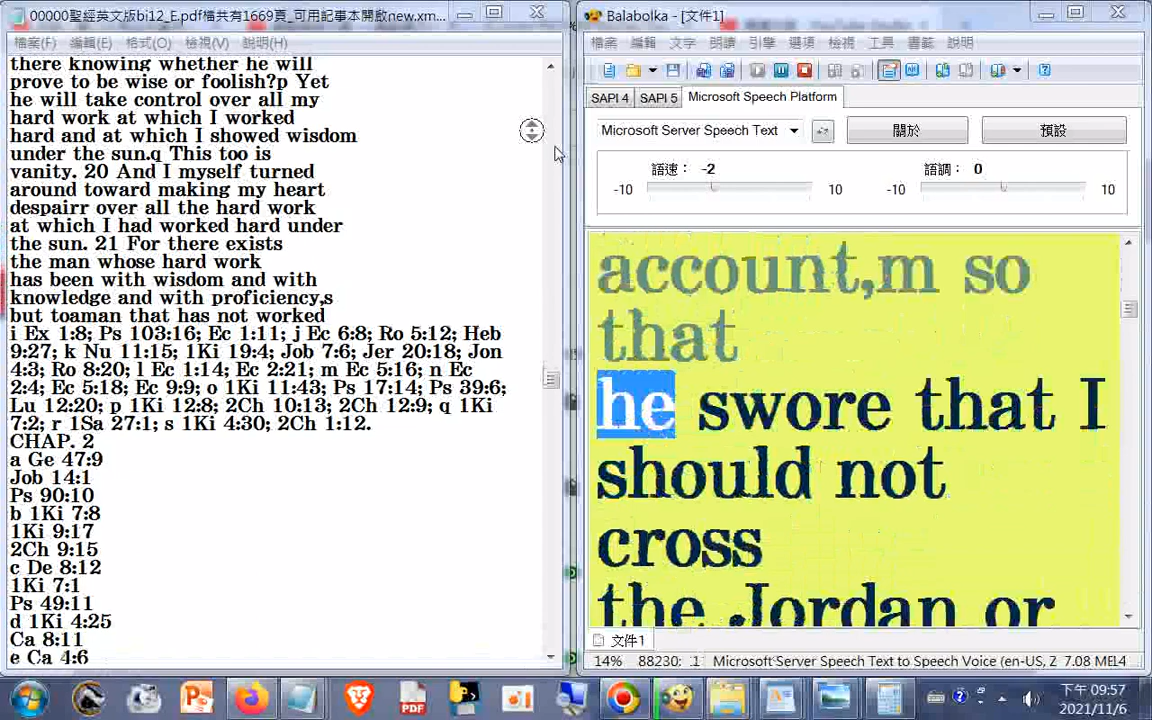 00000聖經英文版bi12_E.pdf檔共有1669頁_可用記事本開啟new.xm...
檔案(F) 編輯(E) 格式(O) 檢視(V) 說明(H)
there knowing whether he will
prove to be wise or foolish?p Yet
he will take control over all my
hard work at which I worked
hard and at which I showed wisdom
under the sun.q This too is
vanity. 20 And I myself turned
around toward making my heart
despairr over all the hard work
at which I had worked hard under
the sun. 21 For there exists
the man whose hard work
has been with wisdom and with
knowledge and with proficiency,s
but toaman that has not worked
i Ex 1:8; Ps 103:16; Ec 1:11; j Ec 6:8; Ro 5:12; Heb
9:27; k Nu 11:15; 1Ki 19:4; Job 7:6; Jer 20:18; Jon
4:3; Ro 8:20; l Ec 1:14; Ec 2:21; m Ec 5:16; n Ec
2:4; Ec 5:18; Ec 9:9; o 1Ki 11:43; Ps 17:14; Ps 39:6;
Lu 12:20; p 1Ki 12:8; 2Ch 10:13; 2Ch 12:9; q 1Ki
7:2; r 1Sa 27:1; s 1Ki 4:30; 2Ch 1:12.
CHAP. 2
a Ge 47:9
Job 14:1
Ps 90:10
b 1Ki 7:8
1Ki 9:17
2Ch 9:15
c De 8:12
1Ki 7:1
Ps 49:11
d 1Ki 4:25
Ca 8:11
e Ca 4:6
Balabolka - [文件1]
檔案 編輯 文字 朗讀 引擎 選項 檢視 工具 書籤 說明
SAPI 4 SAPI 5 Microsoft Speech Platform
Microsoft Server Speech Text 關於 預設
語速： -2 語調： 0
-10 10 -10 10
account,m so
that
he swore that I
should not
cross
the Jordan or
文件1
14% 88230: .1 Microsoft Server Speech Text to Speech Voice (en-US, Z 7.08 ME14
PDF
下午 09:57
2021/11/6